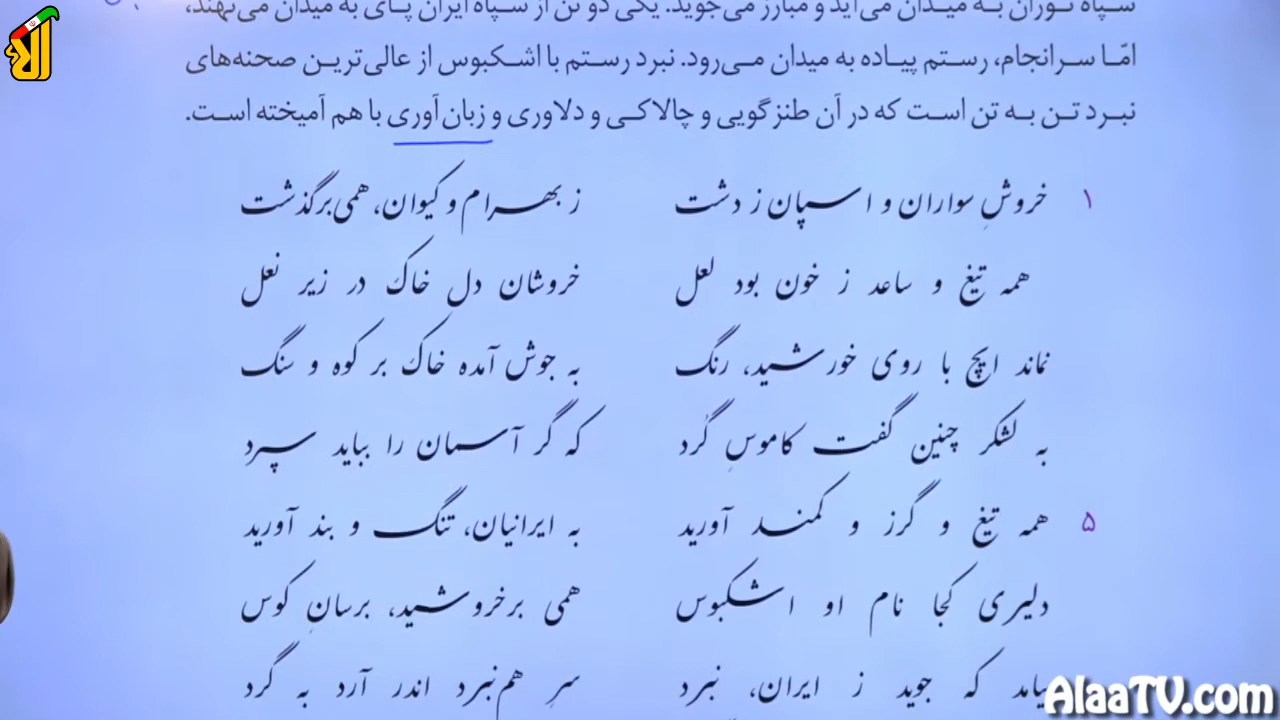 سپاه توران به میدان می‌آید و مبارز می‌جوید. یکی دو تن از سپاه ایران پای به میدان می‌نهند،
امّا سرانجام، رستم پیاده به میدان می‌رود. نبرد رستم با اشکبوس از عالی‌ترین صحنه‌های
نبرد تن به تن است که در آن طنزگویی و چالاکی و دلاوری و زبان‌آوری با هم آمیخته است.
۱ خروشِ سواران و اسپان ز دشت ز بهرام و کیوان، همی‌برگذشت
همه تیغ و ساعد ز خون بود لعل خروشان دلِ خاک در زیر نعل
نماند ایچ با روی خورشید، رنگ به جوش آمده خاک بر کوه و سنگ
به لشکر چنین گفت کاموسِ گُرد که گر آسمان را بباید سپرد
۵ همه تیغ و گرز و کمند آورید به ایرانیان، تنگ و بند آورید
دلیری کجا نام او اشکبوس همی برخروشید، برسانِ کوس
بیامد که جوید ز ایران، نبرد سرِ هم‌نبرد اندر آرد به گرد
AlaaTV.com